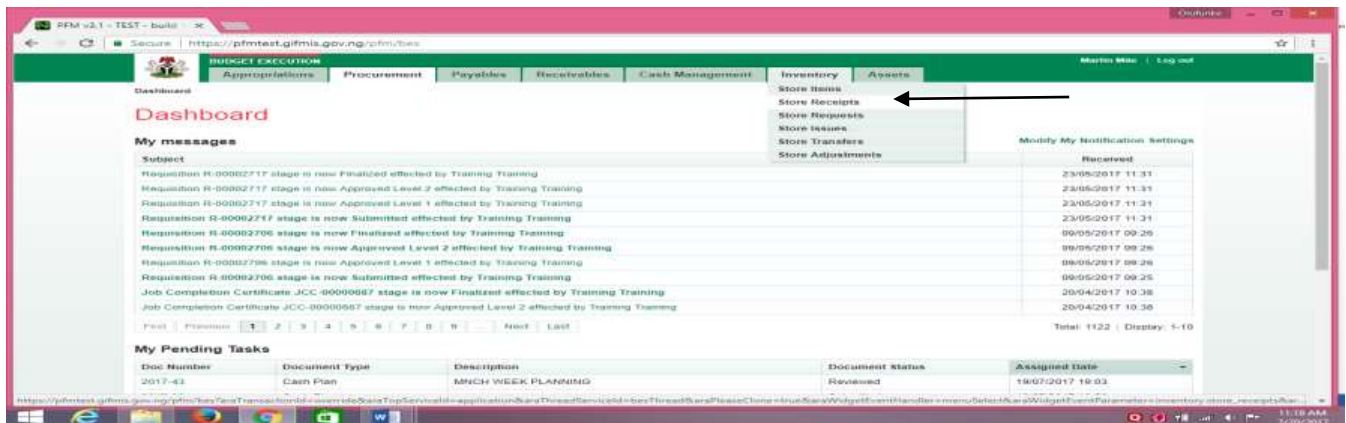 PFM v2.1 - TEST - build
Olufunke
Secure https://pfmtest.gifmis.gov.ng/pfm/bes
BUDGET EXECUTION
Martin Mile | Log out
Appropriations Procurement Payables Receivables Cash Management Inventory Assets
Dashboard
Store Items
Store Receipts
Store Requests
Store Issues
Store Transfers
Store Adjustments
Dashboard
My messages
Modify My Notification Settings
Subject Received
Requisition R-00002717 stage is now Finalized effected by Training Training 23/05/2017 11:31
Requisition R-00002717 stage is now Approved Level 2 effected by Training Training 23/05/2017 11:31
Requisition R-00002717 stage is now Approved Level 1 effected by Training Training 23/05/2017 11:31
Requisition R-00002717 stage is now Submitted effected by Training Training 23/05/2017 11:31
Requisition R-00002706 stage is now Finalized effected by Training Training 09/05/2017 09:26
Requisition R-00002706 stage is now Approved Level 2 effected by Training Training 09/05/2017 09:26
Requisition R-00002706 stage is now Approved Level 1 effected by Training Training 09/05/2017 09:26
Requisition R-00002706 stage is now Submitted effected by Training Training 09/05/2017 09:25
Job Completion Certificate JCC-00000687 stage is now Finalized effected by Training Training 20/04/2017 10:38
Job Completion Certificate JCC-00000687 stage is now Approved Level 2 effected by Training Training 20/04/2017 10:38
First Previous 1 2 3 4 5 6 7 8 9 ... Next Last Total: 1122 | Display: 1-10
My Pending Tasks
Doc Number Document Type Description Document Status Assigned Date
2017-43 Cash Plan MNCH WEEK PLANNING Reviewed 19/07/2017 19:03
11:18 AM
7/20/2017